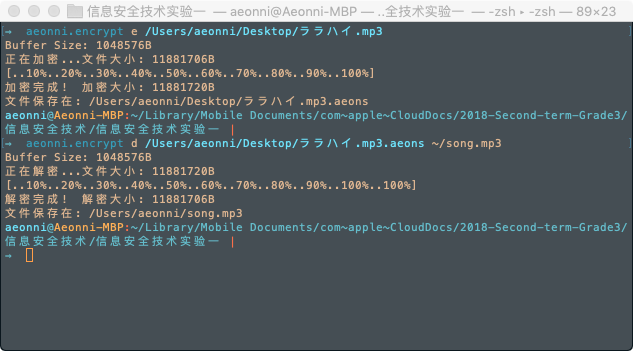 信息安全技术实验一 — aeonni@Aeonni-MBP — ..全技术实验一 — -zsh ▸ -zsh — 89×23
→ aeonni.encrypt e /Users/aeonni/Desktop/ララハイ.mp3
Buffer Size: 1048576B
正在加密...文件大小: 11881706B
[..10%..20%..30%..40%..50%..60%..70%..80%..90%..100%]
加密完成! 加密大小: 11881720B
文件保存在: /Users/aeonni/Desktop/ララハイ.mp3.aeons
aeonni@Aeonni-MBP:~/Library/Mobile Documents/com~apple~CloudDocs/2018-Second-term-Grade3/
信息安全技术/信息安全技术实验一 |
→ aeonni.encrypt d /Users/aeonni/Desktop/ララハイ.mp3.aeons ~/song.mp3
Buffer Size: 1048576B
正在解密...文件大小: 11881720B
[..10%..20%..30%..40%..50%..60%..70%..80%..90%..100%..100%]
解密完成! 解密大小: 11881706B
文件保存在: /Users/aeonni/song.mp3
aeonni@Aeonni-MBP:~/Library/Mobile Documents/com~apple~CloudDocs/2018-Second-term-Grade3/
信息安全技术/信息安全技术实验一 |
→